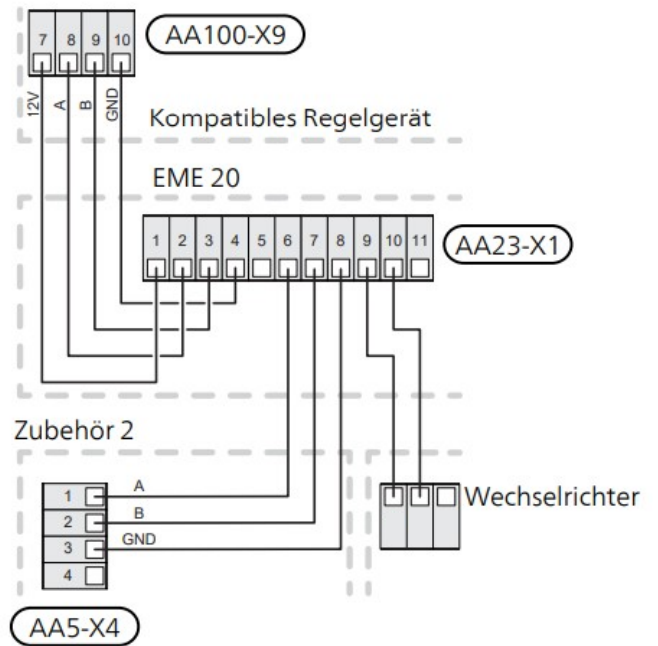 7 8 9 10
AA100-X9
12V A B GND
Kompatibles Regelgerät
EME 20
1 2 3 4 5 6 7 8 9 10 11
AA23-X1
Zubehör 2
1 A
2 B
3 GND
4
Wechselrichter
AA5-X4